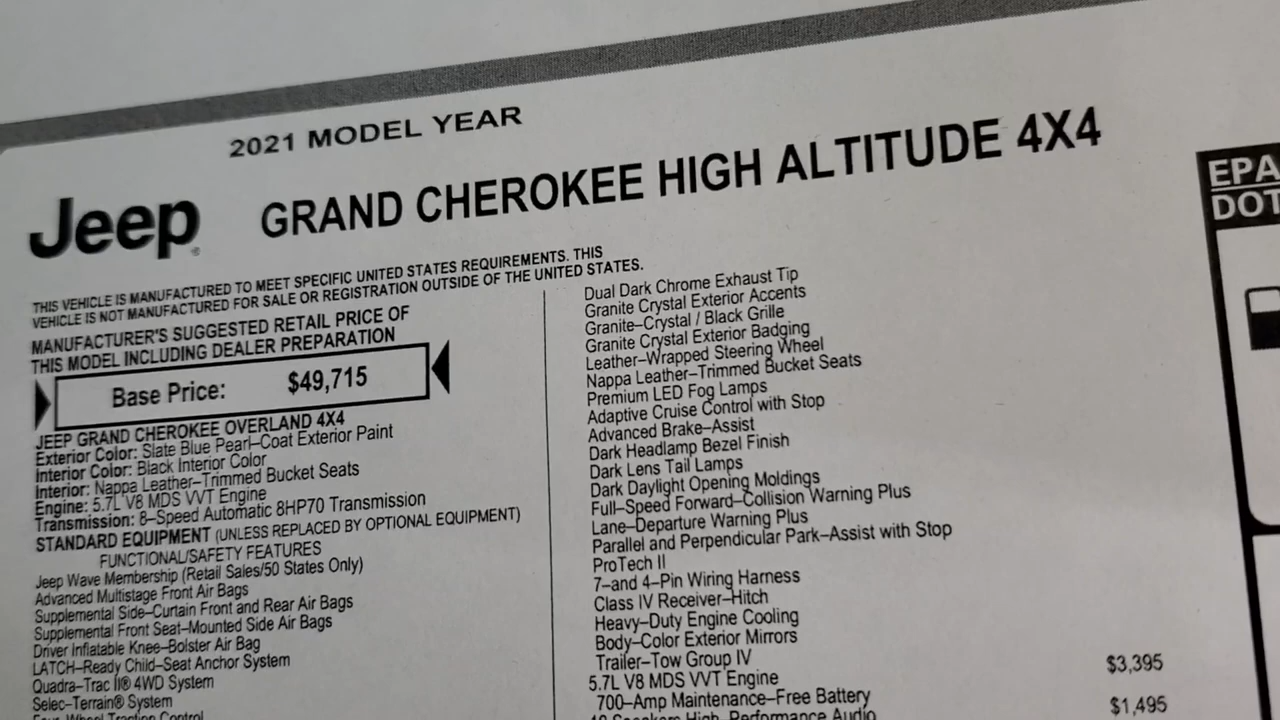 2021 MODEL YEAR
Jeep
GRAND CHEROKEE HIGH ALTITUDE 4X4
THIS VEHICLE IS MANUFACTURED TO MEET SPECIFIC UNITED STATES REQUIREMENTS. THIS
VEHICLE IS NOT MANUFACTURED FOR SALE OR REGISTRATION OUTSIDE OF THE UNITED STATES.
MANUFACTURER'S SUGGESTED RETAIL PRICE OF
THIS MODEL INCLUDING DEALER PREPARATION
Base Price: $49,715
JEEP GRAND CHEROKEE OVERLAND 4X4
Exterior Color: Slate Blue Pearl–Coat Exterior Paint
Interior Color: Black Interior Color
Interior: Nappa Leather–Trimmed Bucket Seats
Engine: 5.7L V8 MDS VVT Engine
Transmission: 8–Speed Automatic 8HP70 Transmission
STANDARD EQUIPMENT (UNLESS REPLACED BY OPTIONAL EQUIPMENT)
FUNCTIONAL/SAFETY FEATURES
Jeep Wave Membership (Retail Sales/50 States Only)
Advanced Multistage Front Air Bags
Supplemental Side–Curtain Front and Rear Air Bags
Supplemental Front Seat–Mounted Side Air Bags
Driver Inflatable Knee–Bolster Air Bag
LATCH–Ready Child–Seat Anchor System
Quadra–Trac II® 4WD System
Selec–Terrain® System
Four–Wheel Traction Control
Dual Dark Chrome Exhaust Tip
Granite Crystal Exterior Accents
Granite–Crystal / Black Grille
Granite Crystal Exterior Badging
Leather–Wrapped Steering Wheel
Nappa Leather–Trimmed Bucket Seats
Premium LED Fog Lamps
Adaptive Cruise Control with Stop
Advanced Brake–Assist
Dark Headlamp Bezel Finish
Dark Lens Tail Lamps
Dark Daylight Opening Moldings
Full–Speed Forward–Collision Warning Plus
Lane–Departure Warning Plus
Parallel and Perpendicular Park–Assist with Stop
ProTech II
7–and 4–Pin Wiring Harness
Class IV Receiver–Hitch
Heavy–Duty Engine Cooling
Body–Color Exterior Mirrors
Trailer–Tow Group IV
5.7L V8 MDS VVT Engine $3,395
700–Amp Maintenance–Free Battery
10 Speakers High Performance Audio $1,495
EPA
DOT